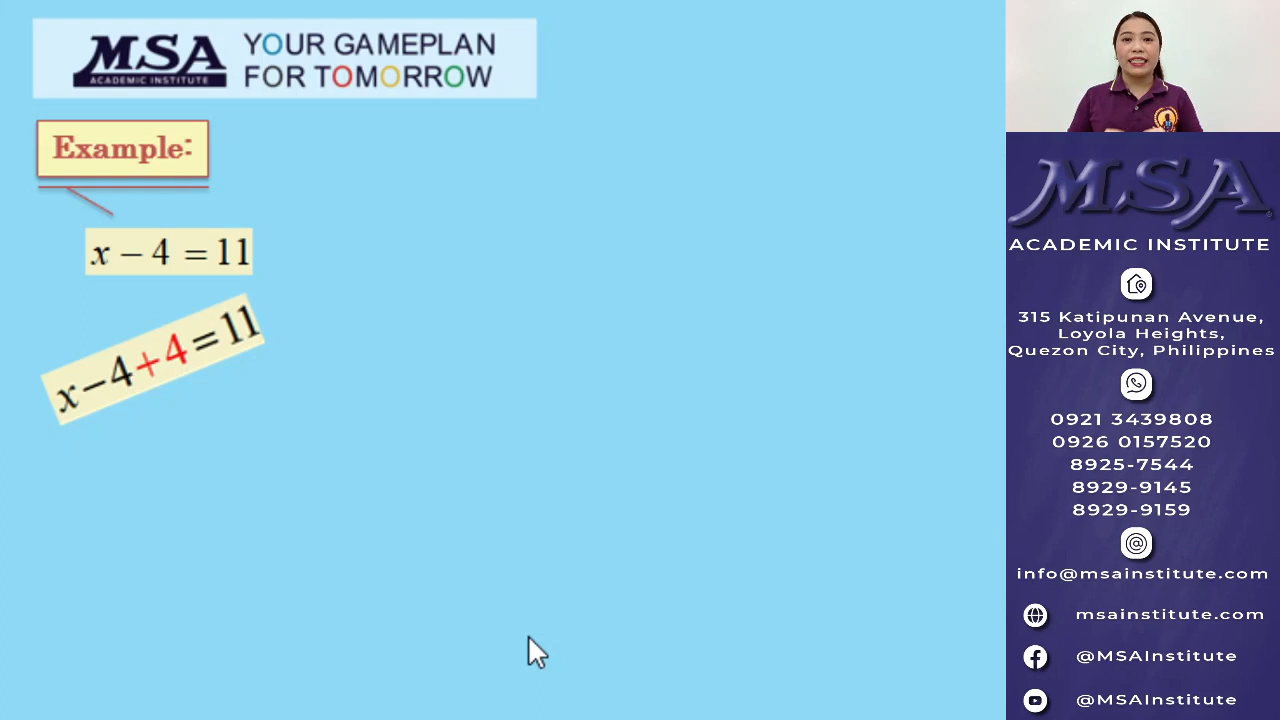 MSA
ACADEMIC INSTITUTE
YOUR GAMEPLAN
FOR TOMORROW
Example:
x − 4 = 11
x−4+4=11
MSA
ACADEMIC INSTITUTE
315 Katipunan Avenue,
Loyola Heights,
Quezon City, Philippines
0921 3439808
0926 0157520
8925-7544
8929-9145
8929-9159
info@msainstitute.com
msainstitute.com
@MSAInstitute
@MSAInstitute